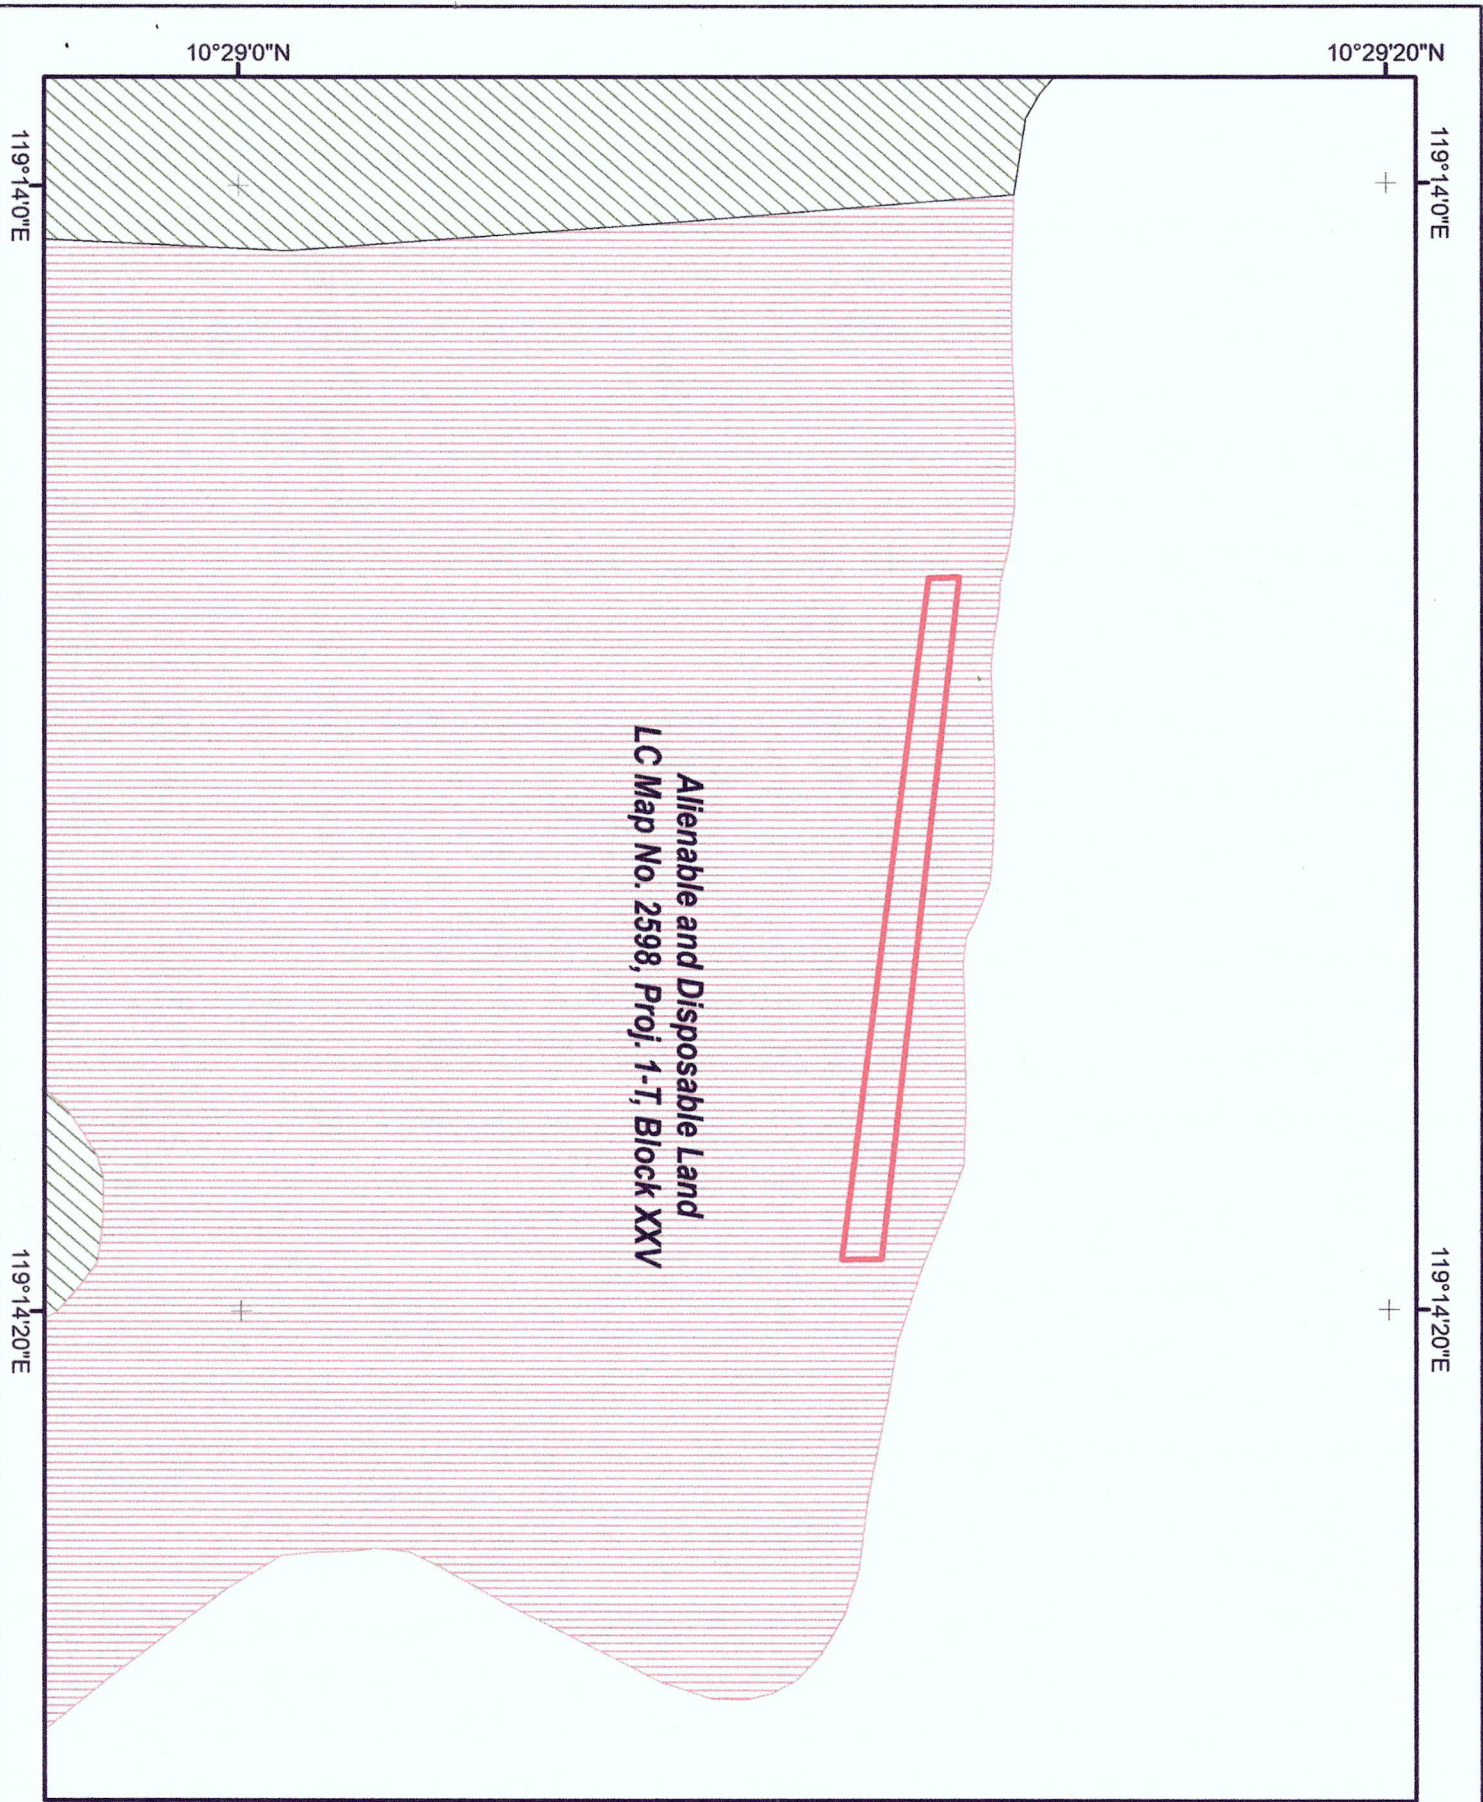 10°29'0"N
10°29'20"N
119°14'0"E
119°14'0"E
Alienable and Disposable Land
LC Map No. 2598, Proj. 1-T, Block XXV
119°14'20"E
119°14'20"E